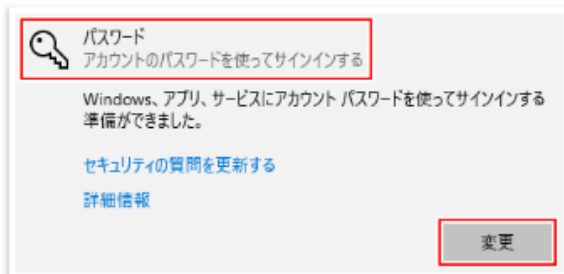 パスワード
アカウントのパスワードを使ってサインインする
Windows、アプリ、サービスにアカウント パスワードを使ってサインインする
準備ができました。
セキュリティの質問を更新する
詳細情報
変更